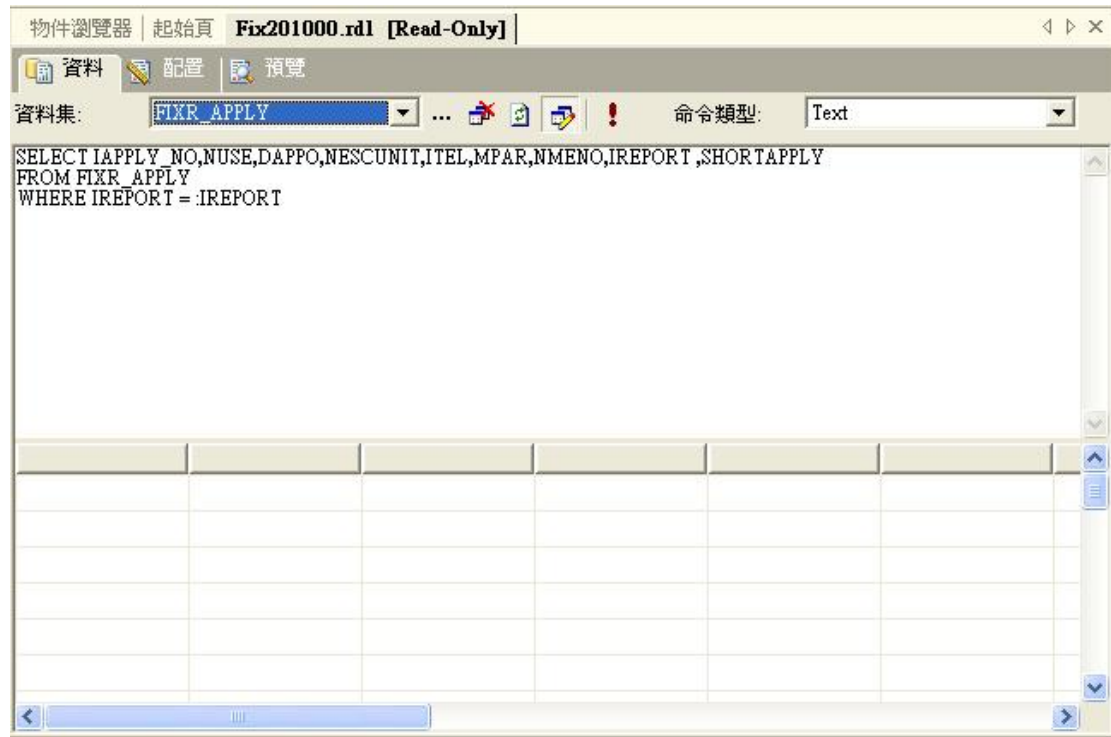 物件瀏覽器 起始頁 Fix201000.rdl [Read-Only]
資料 配置 預覽
資料集: FIXR_APPLY ... 命令類型: Text
SELECT IAPPLY_NO,NUSE,DAPPO,NESCUNIT,ITEL,MPAR,NMENO,IREPORT ,SHORTAPPLY
FROM FIXR_APPLY
WHERE IREPORT = :IREPORT